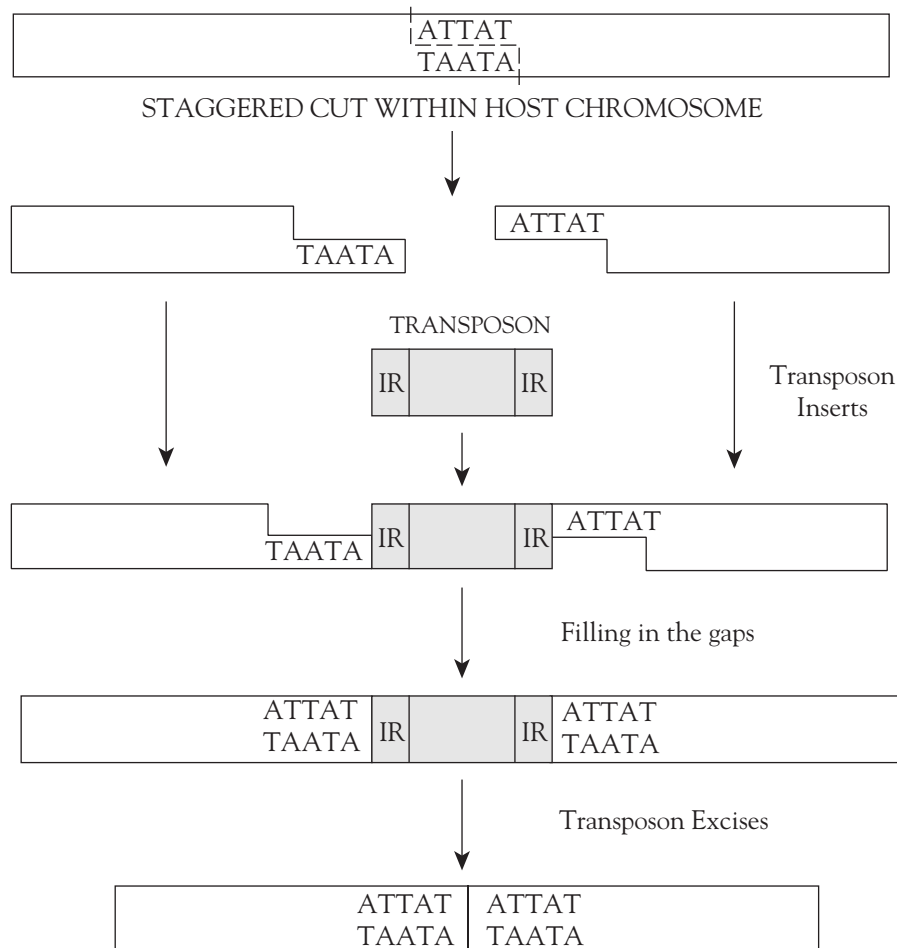 ATTAT
TAATA
STAGGERED CUT WITHIN HOST CHROMOSOME
TAATA
ATTAT
TRANSPOSON
IR IR
Transposon
Inserts
TAATA IR IR ATTAT
Filling in the gaps
ATTAT ATTAT
TAATA IR IR TAATA
Transposon Excises
ATTAT ATTAT
TAATA TAATA